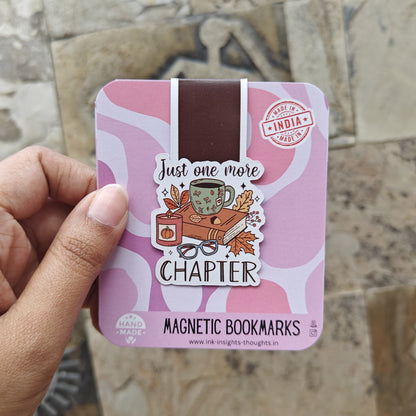 MADE IN
INDIA
MADE IN
Just one more
CHAPTER
HAND
MADE
MAGNETIC BOOKMARKS
www.ink-insights-thoughts.in